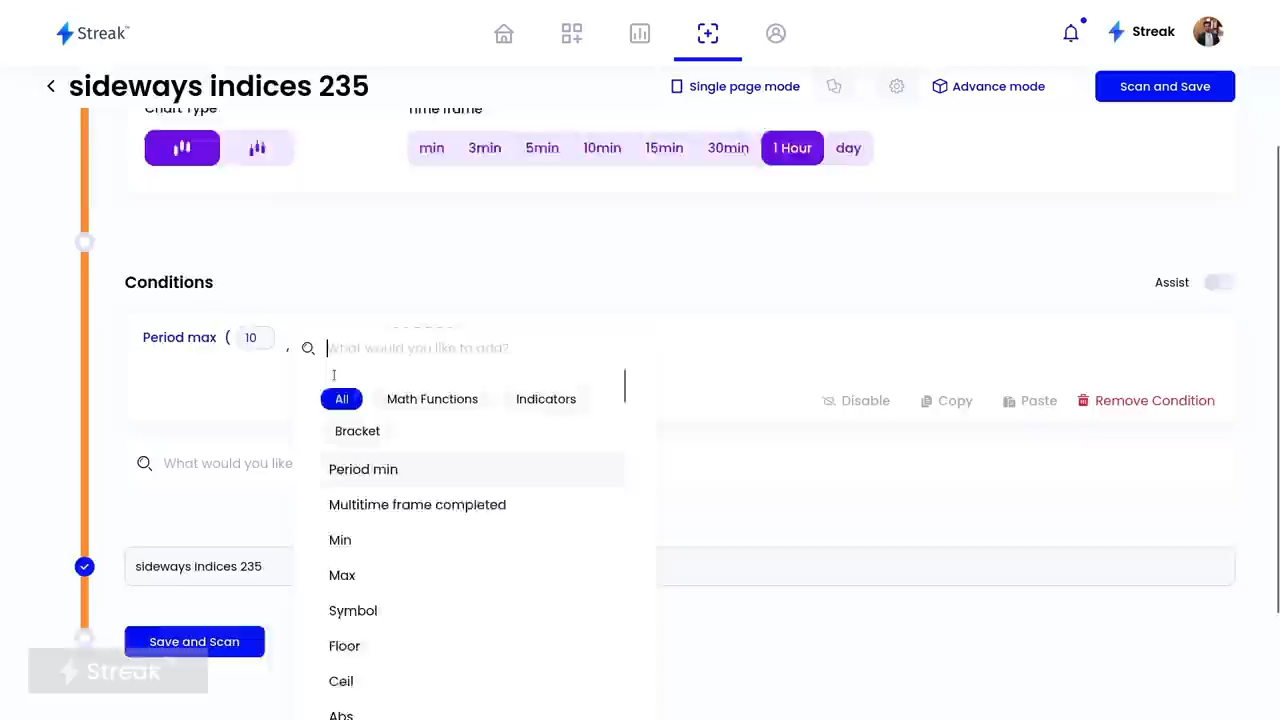 Streak™
Streak
sideways indices 235
Single page mode
Advance mode
Scan and Save
Chart Type
Time frame
min 3min 5min 10min 15min 30min 1 Hour day
Conditions
Assist
Period max ( 10 ,
What would you like to add?
All Math Functions Indicators
Disable Copy Paste Remove Condition
Bracket
What would you like
Period min
Multitime frame completed
Min
sideways indices 235
Max
Symbol
Save and Scan
Floor
Streak
Ceil
Abs